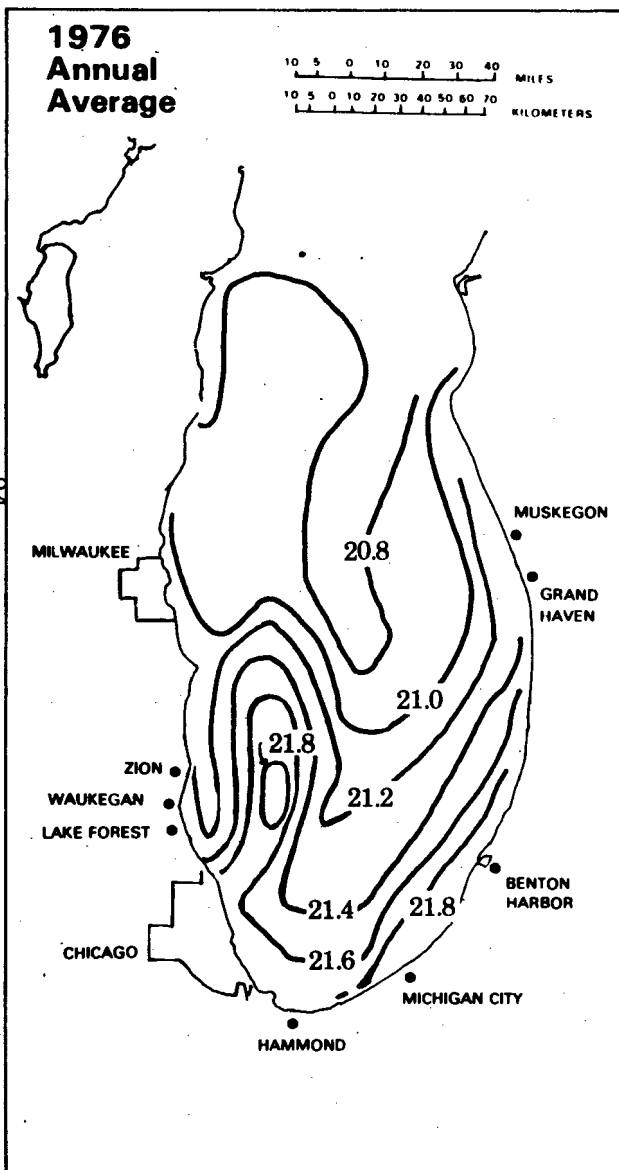 1976
Annual
Average
10 5 0 10 20 30 40 MILES
10 5 0 10 20 30 40 50 60 70 KILOMETERS
MUSKEGON
MILWAUKEE
20.8
GRAND
HAVEN
21.0
21.8
ZION
WAUKEGAN
21.2
LAKE FOREST
BENTON
HARBOR
21.4
21.8
CHICAGO
21.6
MICHIGAN CITY
HAMMOND